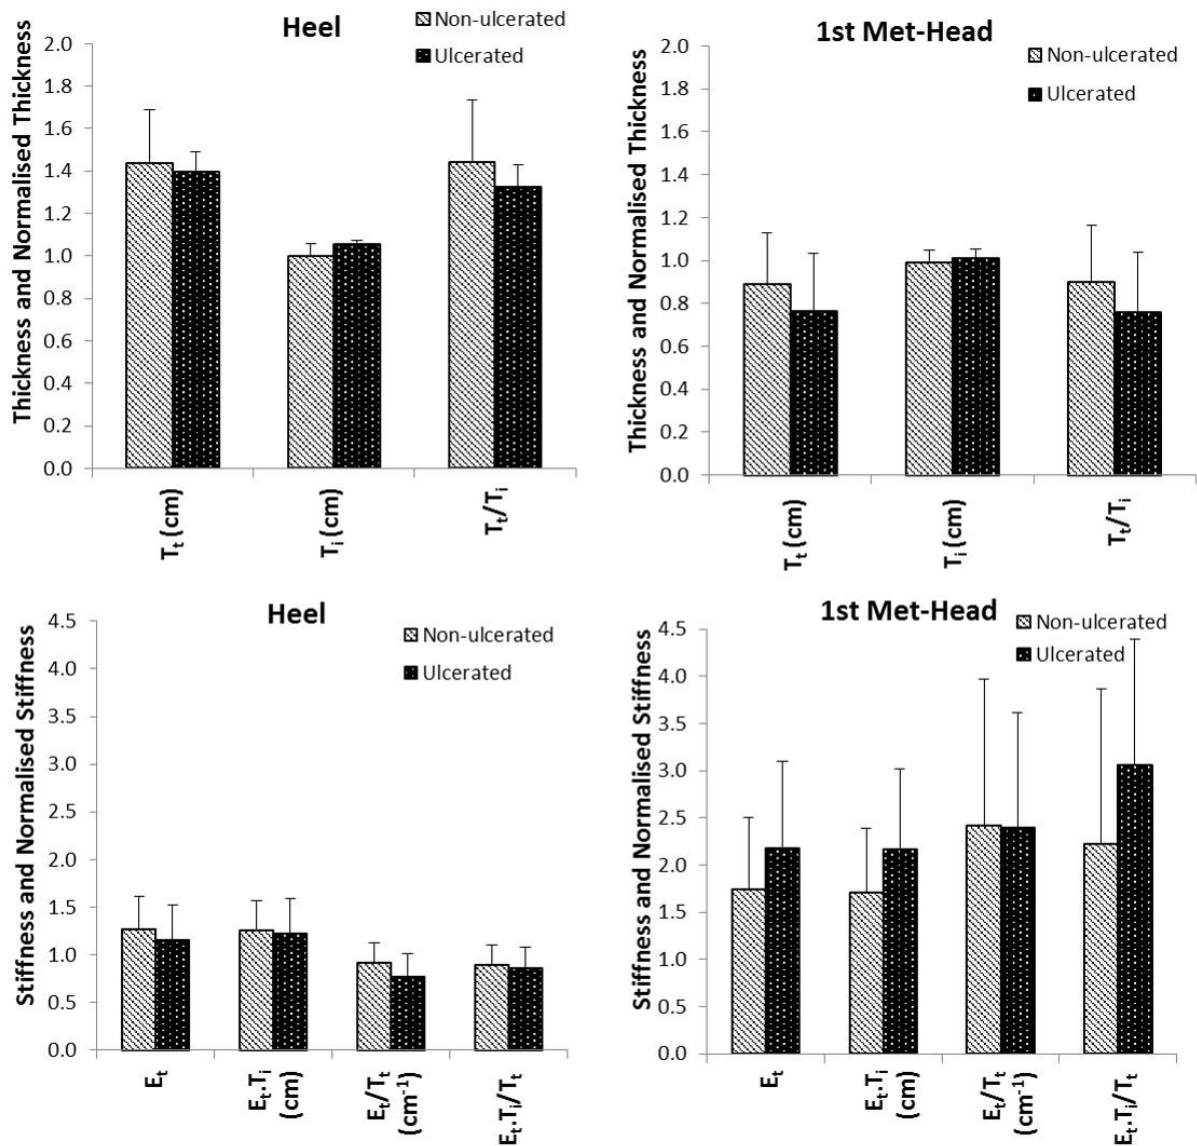 Heel
Non-ulcerated
Ulcerated
Thickness and Normalised Thickness
2.0
1.8
1.6
1.4
1.2
1.0
0.8
0.6
0.4
0.2
0.0
Tt (cm)
Ti (cm)
Tt/Ti
1st Met-Head
Non-ulcerated
Ulcerated
Thickness and Normalised Thickness
2.0
1.8
1.6
1.4
1.2
1.0
0.8
0.6
0.4
0.2
0.0
Tt (cm)
Ti (cm)
Tt/Ti
Heel
Non-ulcerated
Ulcerated
Stiffness and Normalised Stiffness
4.5
4.0
3.5
3.0
2.5
2.0
1.5
1.0
0.5
0.0
Et
Et.Ti
(cm)
Et/Tt
(cm⁻¹)
Et.Ti/Tt
1st Met-Head
Non-ulcerated
Ulcerated
Stiffness and Normalised Stiffness
4.5
4.0
3.5
3.0
2.5
2.0
1.5
1.0
0.5
0.0
Et
Et.Ti
(cm)
Et/Tt
(cm⁻¹)
Et.Ti/Tt